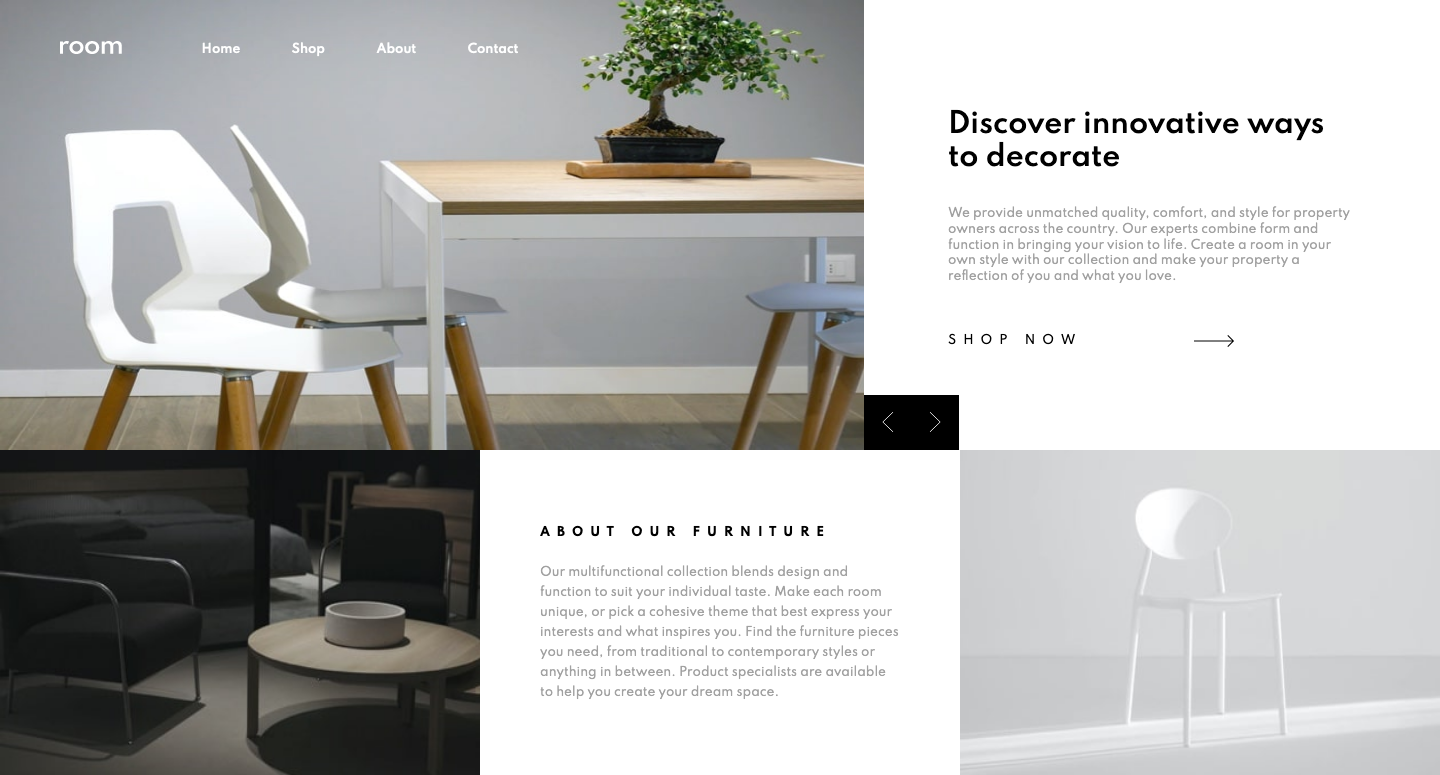 room
Home
Shop
About
Contact
Discover innovative ways
to decorate
We provide unmatched quality, comfort, and style for property
owners across the country. Our experts combine form and
function in bringing your vision to life. Create a room in your
own style with our collection and make your property a
reflection of you and what you love.
SHOP NOW
ABOUT OUR FURNITURE
Our multifunctional collection blends design and
function to suit your individual taste. Make each room
unique, or pick a cohesive theme that best express your
interests and what inspires you. Find the furniture pieces
you need, from traditional to contemporary styles or
anything in between. Product specialists are available
to help you create your dream space.